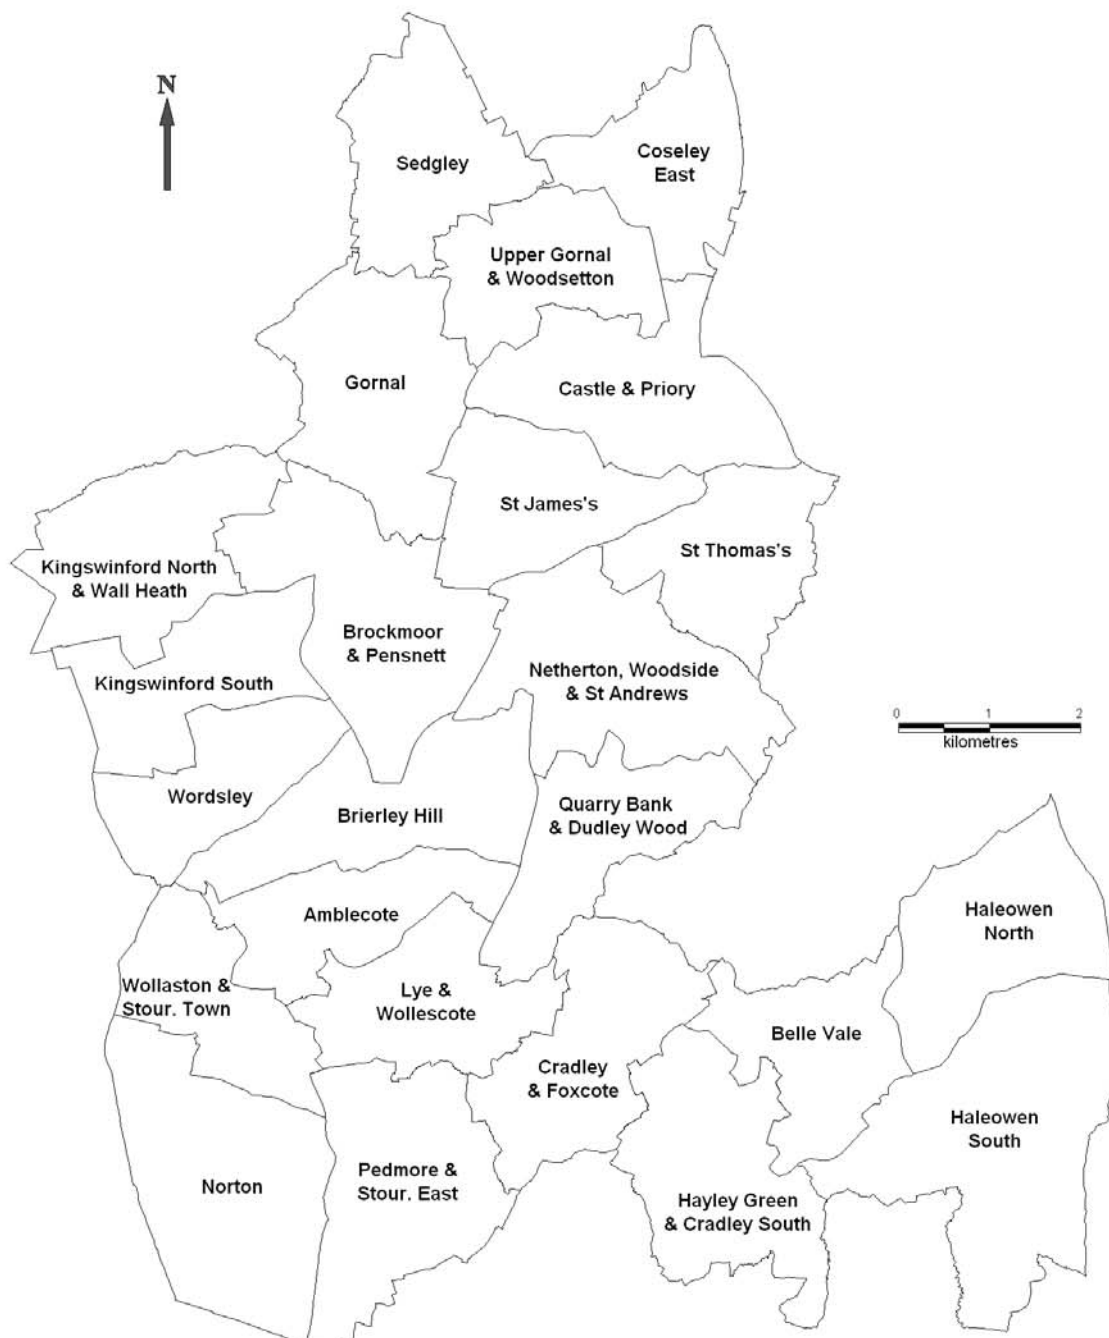 N
Sedgley
Coseley
East
Upper Gornal
& Woodsetton
Gornal
Castle & Priory
St James's
St Thomas's
Kingswinford North
& Wall Heath
Brockmoor
& Pensnett
Netherton, Woodside
& St Andrews
Kingswinford South
0 1 2
kilometres
Wordsley
Brierley Hill
Quarry Bank
& Dudley Wood
Amblecote
Haleowen
North
Wollaston &
Stour. Town
Lye &
Wollescote
Belle Vale
Cradley
& Foxcote
Haleowen
South
Norton
Pedmore &
Stour. East
Hayley Green
& Cradley South